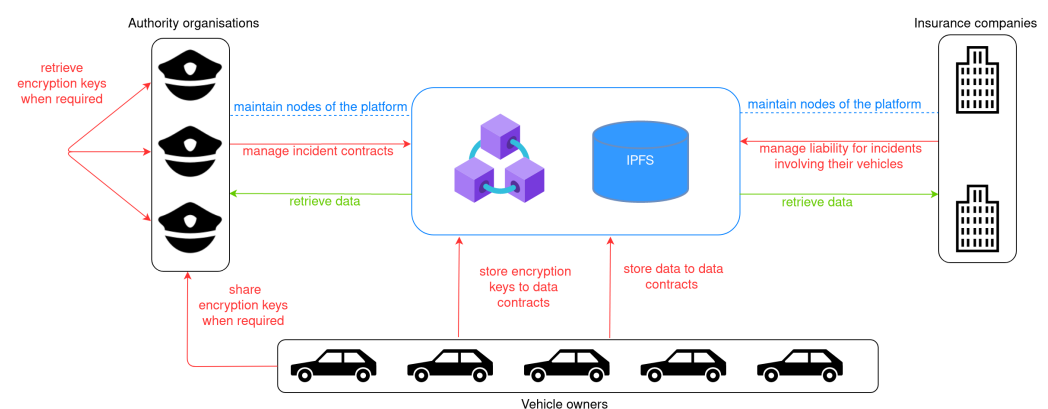 Authority organisations
Insurance companies
retrieve
encryption keys
when required
maintain nodes of the platform
maintain nodes of the platform
manage incident contracts
manage liability for incidents
involving their vehicles
IPFS
retrieve data
retrieve data
store encryption
keys to data
contracts
store data to data
contracts
share
encryption keys
when required
Vehicle owners